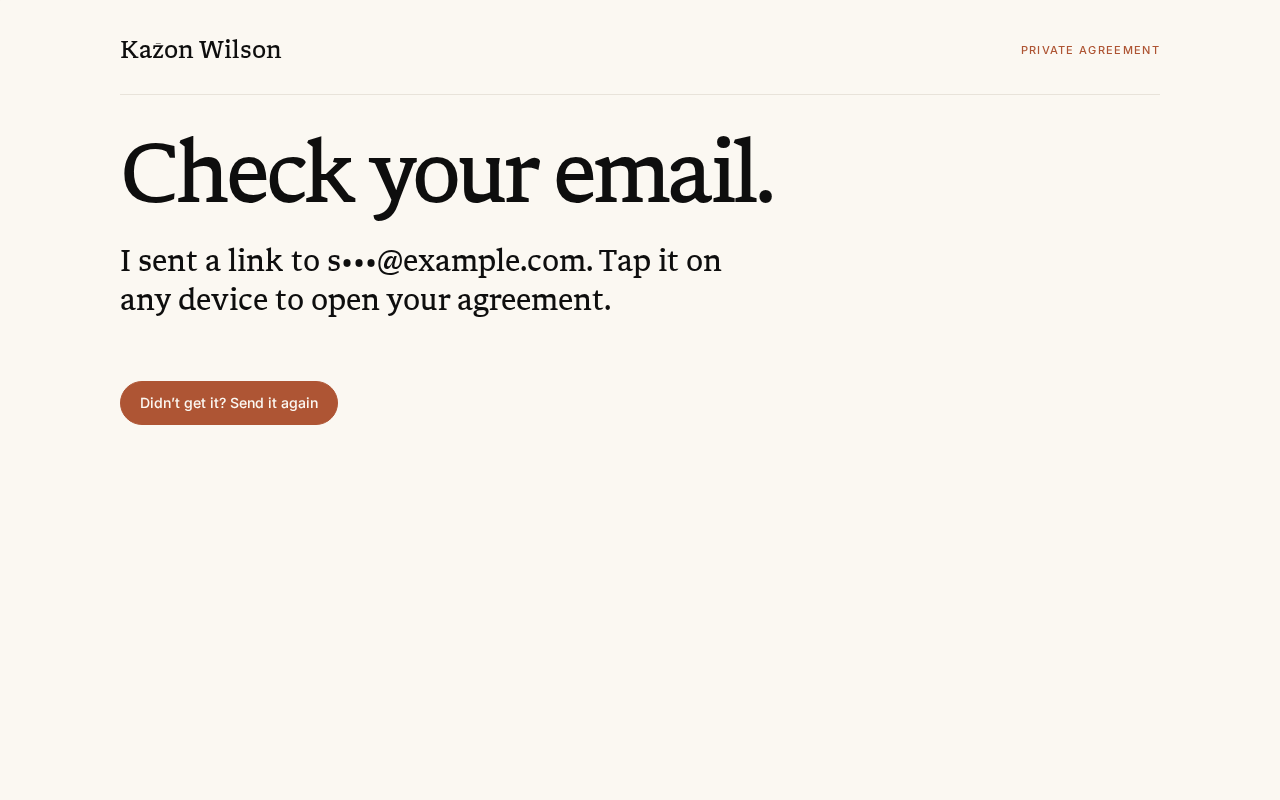 Kažon Wilson
PRIVATE AGREEMENT
Check your email.
I sent a link to s•••@example.com. Tap it on
any device to open your agreement.
Didn’t get it? Send it again